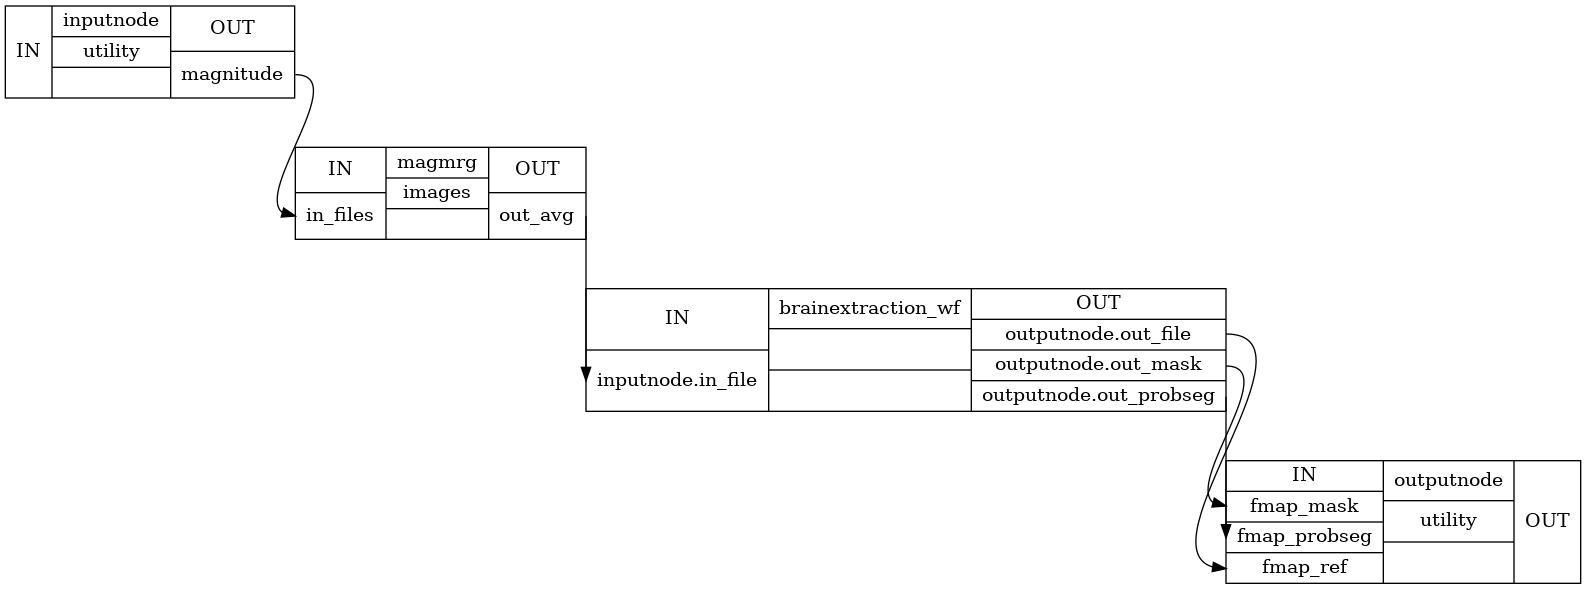 IN
inputnode
utility
OUT
magnitude
IN
in_files
magmrg
images
OUT
out_avg
IN
inputnode.in_file
brainextraction_wf
OUT
outputnode.out_file
outputnode.out_mask
outputnode.out_probseg
IN
fmap_mask
fmap_probseg
fmap_ref
outputnode
utility
OUT